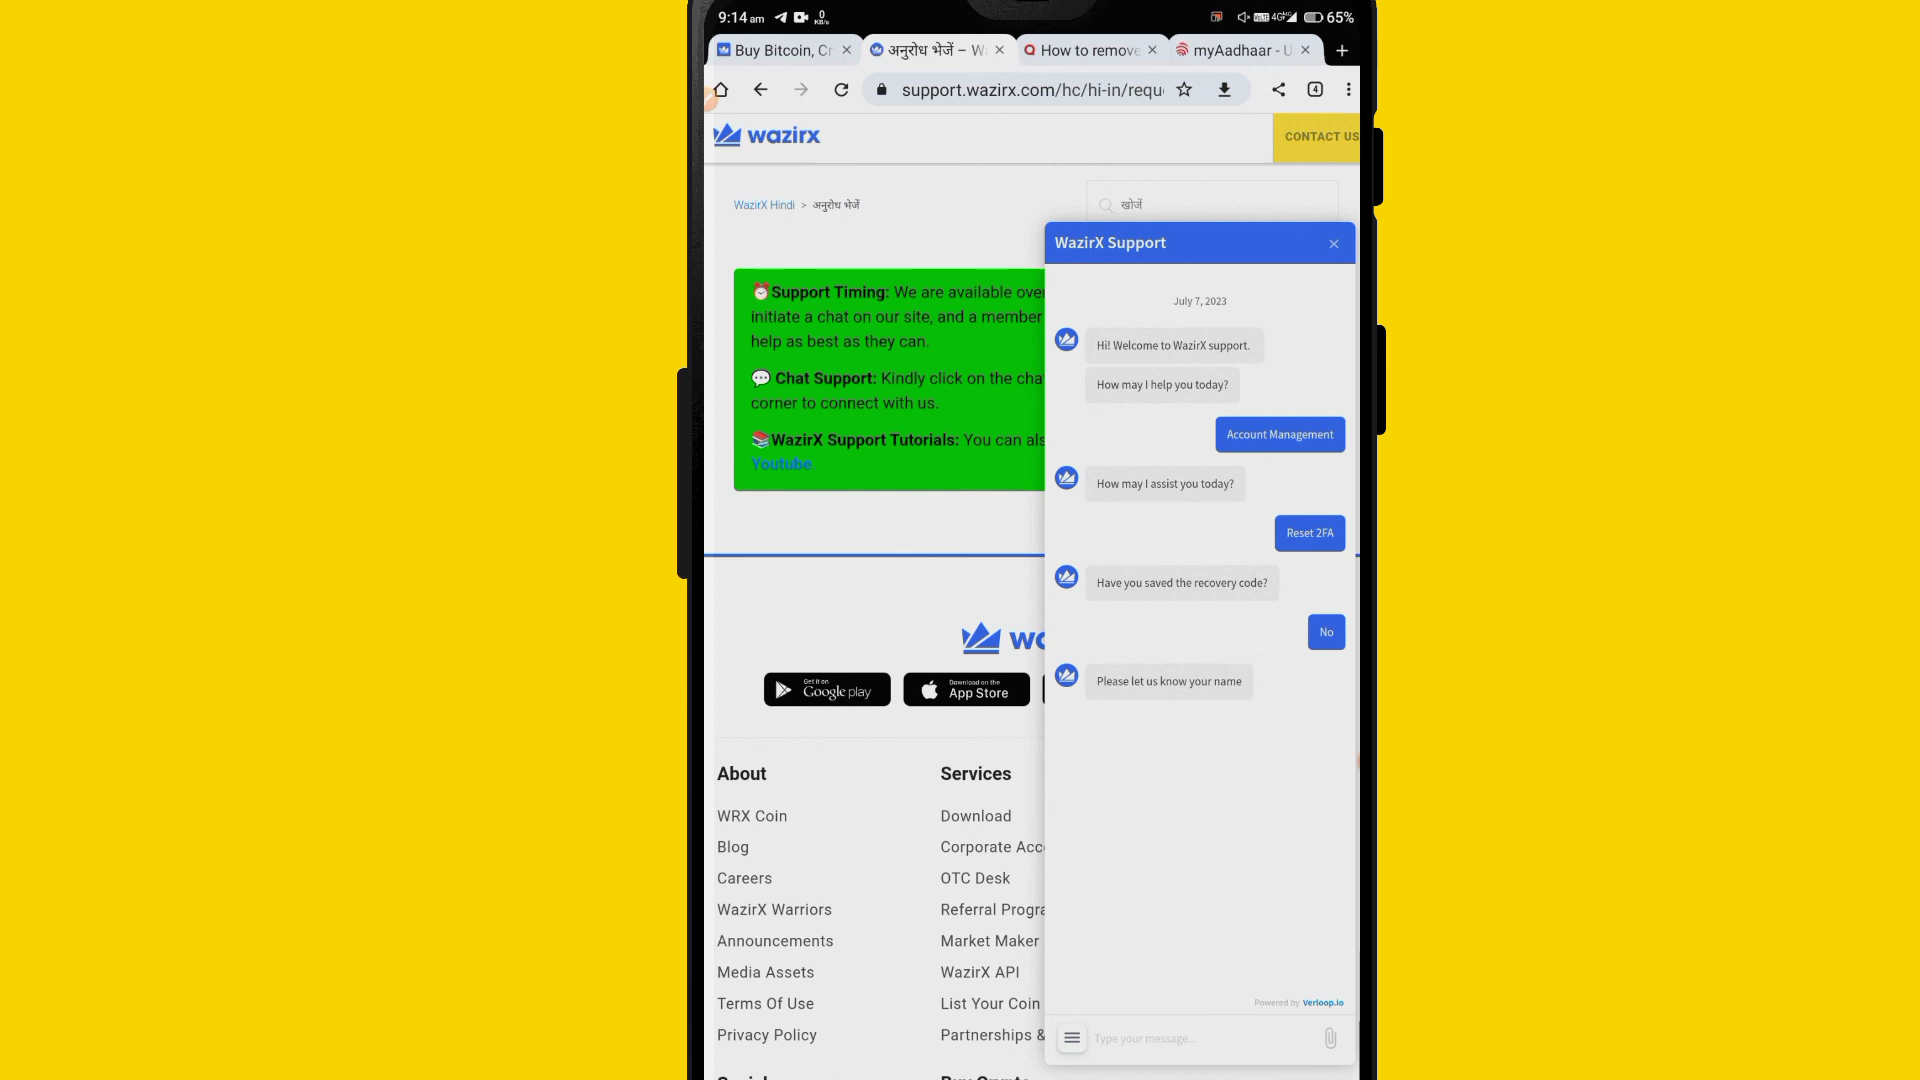 9:14 am 0 KB/s VoLTE 4G 65%
Buy Bitcoin, Cr
अनुरोध भेजें – W
How to remove
myAadhaar - U
support.wazirx.com/hc/hi-in/requ
4
wazirx
CONTACT US
WazirX Hindi > अनुरोध भेजें
खोजें
⏰Support Timing: We are available over
initiate a chat on our site, and a member
help as best as they can.
💬 Chat Support: Kindly click on the cha
corner to connect with us.
📚WazirX Support Tutorials: You can als
Youtube.
WazirX Support
July 7, 2023
Hi! Welcome to WazirX support.
How may I help you today?
Account Management
How may I assist you today?
Reset 2FA
Have you saved the recovery code?
No
Please let us know your name
Powered by Verloop.io
Type your message...
wa
Get it on
Google play
Download on the
App Store
About
WRX Coin
Blog
Careers
WazirX Warriors
Announcements
Media Assets
Terms Of Use
Privacy Policy
Services
Download
Corporate Acc
OTC Desk
Referral Progra
Market Maker
WazirX API
List Your Coin
Partnerships &